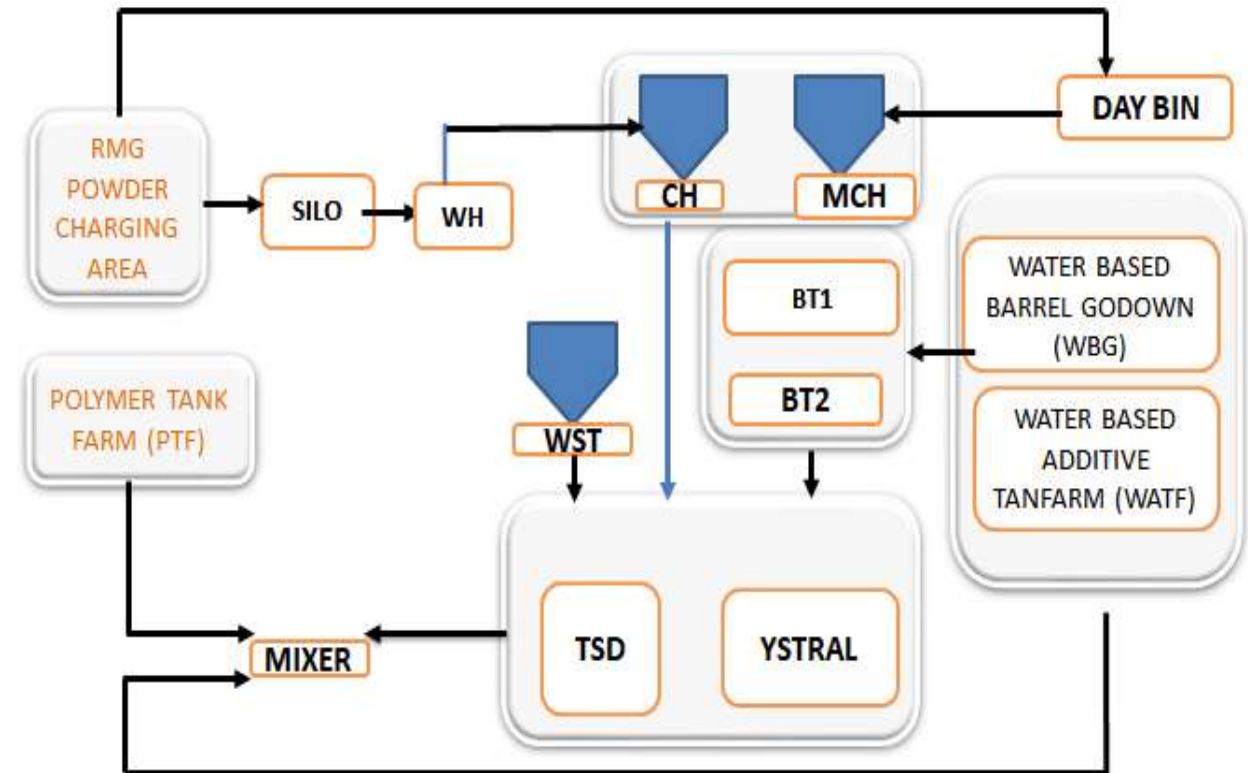 RMG
POWDER
CHARGING
AREA
SILO
WH
CH
MCH
DAY BIN
WATER BASED
BARREL GODOWN
(WBG)
WATER BASED
ADDITIVE
TANFARM (WATF)
BT1
BT2
WST
POLYMER TANK
FARM (PTF)
MIXER
TSD
YSTRAL